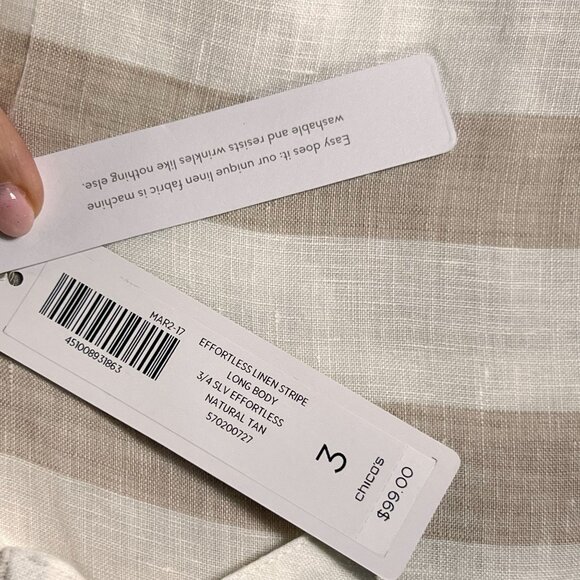 Easy does it: our unique linen fabric is machine
washable and resists wrinkles like nothing else.
451008931863
MAR2-17
EFFORTLESS LINEN STRIPE
LONG BODY
3/4 SLV EFFORTLESS
NATURAL TAN
570200727
3
chico's
$99.00